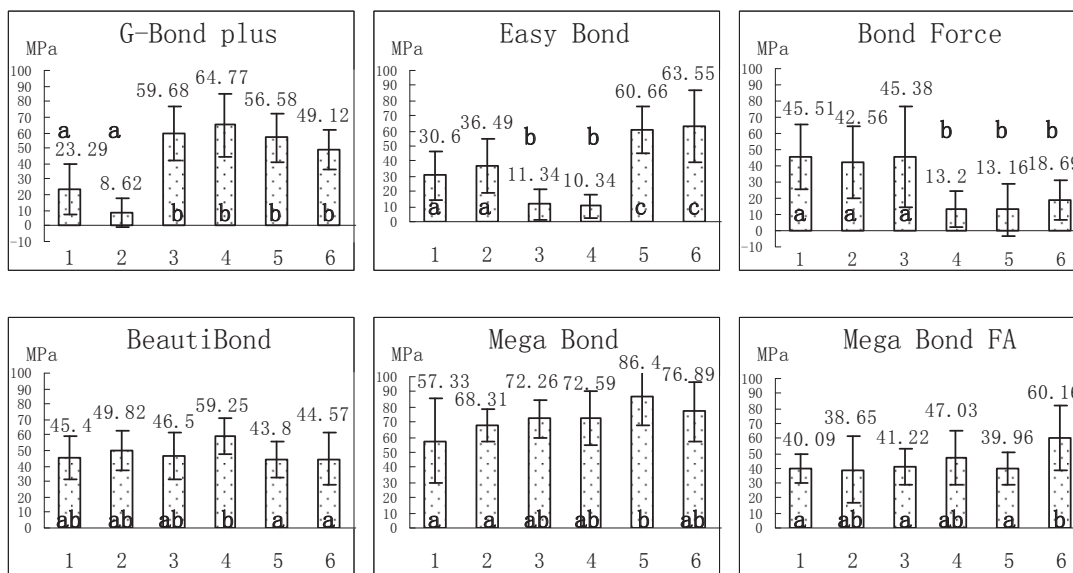 G-Bond plus
MPa
100
90
80
70
60
50
40
30
20
10
0
-10
a a
23.29 8.62 59.68 64.77 56.58 49.12
b b b b
1 2 3 4 5 6
Easy Bond
MPa
100
90
80
70
60
50
40
30
20
10
0
30.6 36.49 11.34 10.34 60.66 63.55
b b
a a c c
1 2 3 4 5 6
Bond Force
MPa
100
90
80
70
60
50
40
30
20
10
0
-10
45.51 42.56 45.38 13.2 13.16 18.69
b b b
a a a
1 2 3 4 5 6
BeautiBond
MPa
100
90
80
70
60
50
40
30
20
10
0
45.4 49.82 46.5 59.25 43.8 44.57
ab ab ab b a a
1 2 3 4 5 6
Mega Bond
MPa
100
90
80
70
60
50
40
30
20
10
0
57.33 68.31 72.26 72.59 86.4 76.89
a a ab ab b ab
1 2 3 4 5 6
Mega Bond FA
MPa
100
90
80
70
60
50
40
30
20
10
0
40.09 38.65 41.22 47.03 39.96 60.16
a ab a ab a b
1 2 3 4 5 6